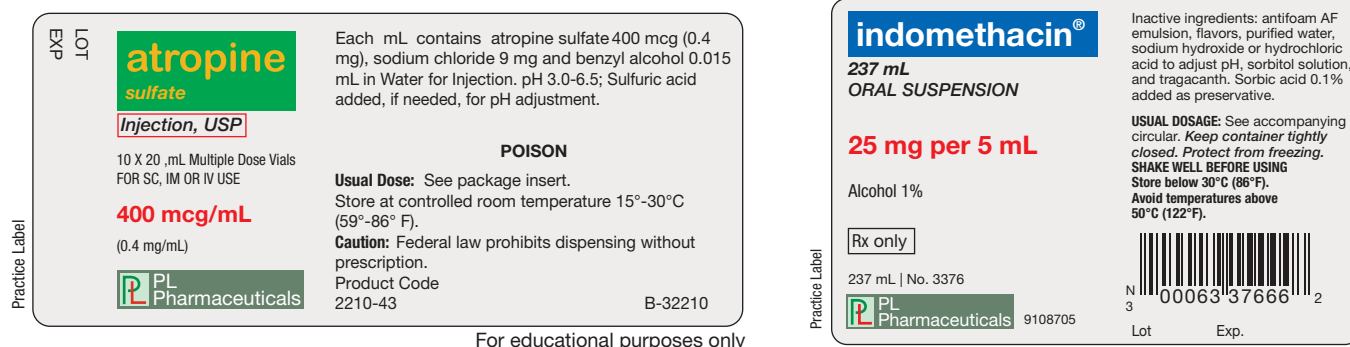 LOT
EXP
atropine
sulfate
Injection, USP
10 X 20 ,mL Multiple Dose Vials
FOR SC, IM OR IV USE
400 mcg/mL
(0.4 mg/mL)
PL
PL
Pharmaceuticals
Practice Label
Each mL contains atropine sulfate 400 mcg (0.4
mg), sodium chloride 9 mg and benzyl alcohol 0.015
mL in Water for Injection. pH 3.0-6.5; Sulfuric acid
added, if needed, for pH adjustment.
POISON
Usual Dose: See package insert.
Store at controlled room temperature 15°-30°C
(59°-86° F).
Caution: Federal law prohibits dispensing without
prescription.
Product Code
2210-43 B-32210
For educational purposes only
indomethacin®
237 mL
ORAL SUSPENSION
25 mg per 5 mL
Alcohol 1%
Rx only
237 mL | No. 3376
PL
PL
Pharmaceuticals 9108705
Practice Label
Inactive ingredients: antifoam AF
emulsion, flavors, purified water,
sodium hydroxide or hydrochloric
acid to adjust pH, sorbitol solution,
and tragacanth. Sorbic acid 0.1%
added as preservative.
USUAL DOSAGE: See accompanying
circular. Keep container tightly
closed. Protect from freezing.
SHAKE WELL BEFORE USING
Store below 30°C (86°F).
Avoid temperatures above
50°C (122°F).
N
3 00063 37666 2
Lot Exp.